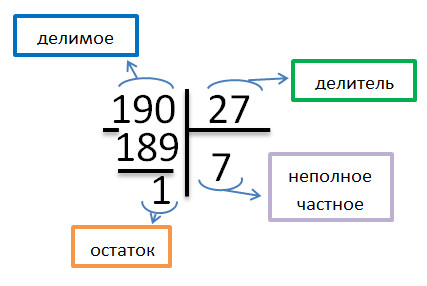 делимое
делитель
190 27
189 7
1
неполное
частное
остаток